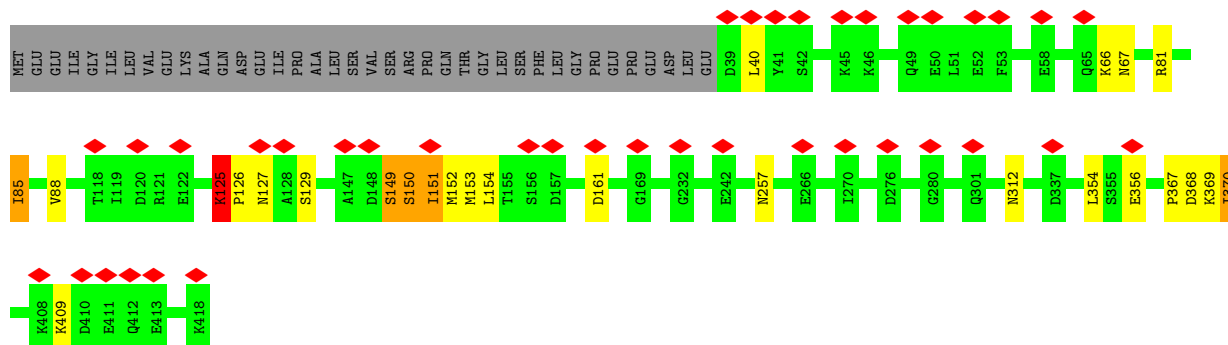 MET GLU GLU ILE GLY ILE LEU VAL GLU LYS ALA GLN ASP GLU ILE PRO ALA LEU SER VAL SER ARG PRO GLN THR GLY LEU SER PHE LEU GLY PRO GLU PRO GLU ASP LEU GLU D39 L40 Y41 S42 K45 K46 Q49 E50 L51 E52 F53 E58 Q65 K66 N67 R81
I85 V88 T118 I119 D120 R121 E122 K125 P126 N127 A128 S129 A147 D148 S149 S150 I151 M152 M153 L154 T155 S156 D157 D161 G169 G232 E242 N257 E266 I270 D276 G280 Q301 N312 D337 L354 S355 E356 P367 D368 K369
K408 K409 D410 E411 Q412 E413 K418